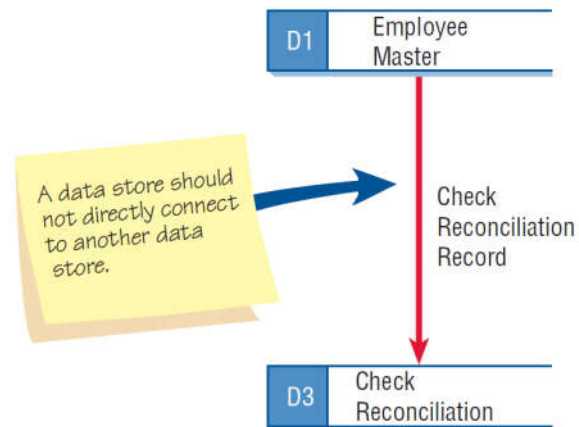 D1
Employee
Master
A data store should
not directly connect
to another data
store.
Check
Reconciliation
Record
D3
Check
Reconciliation